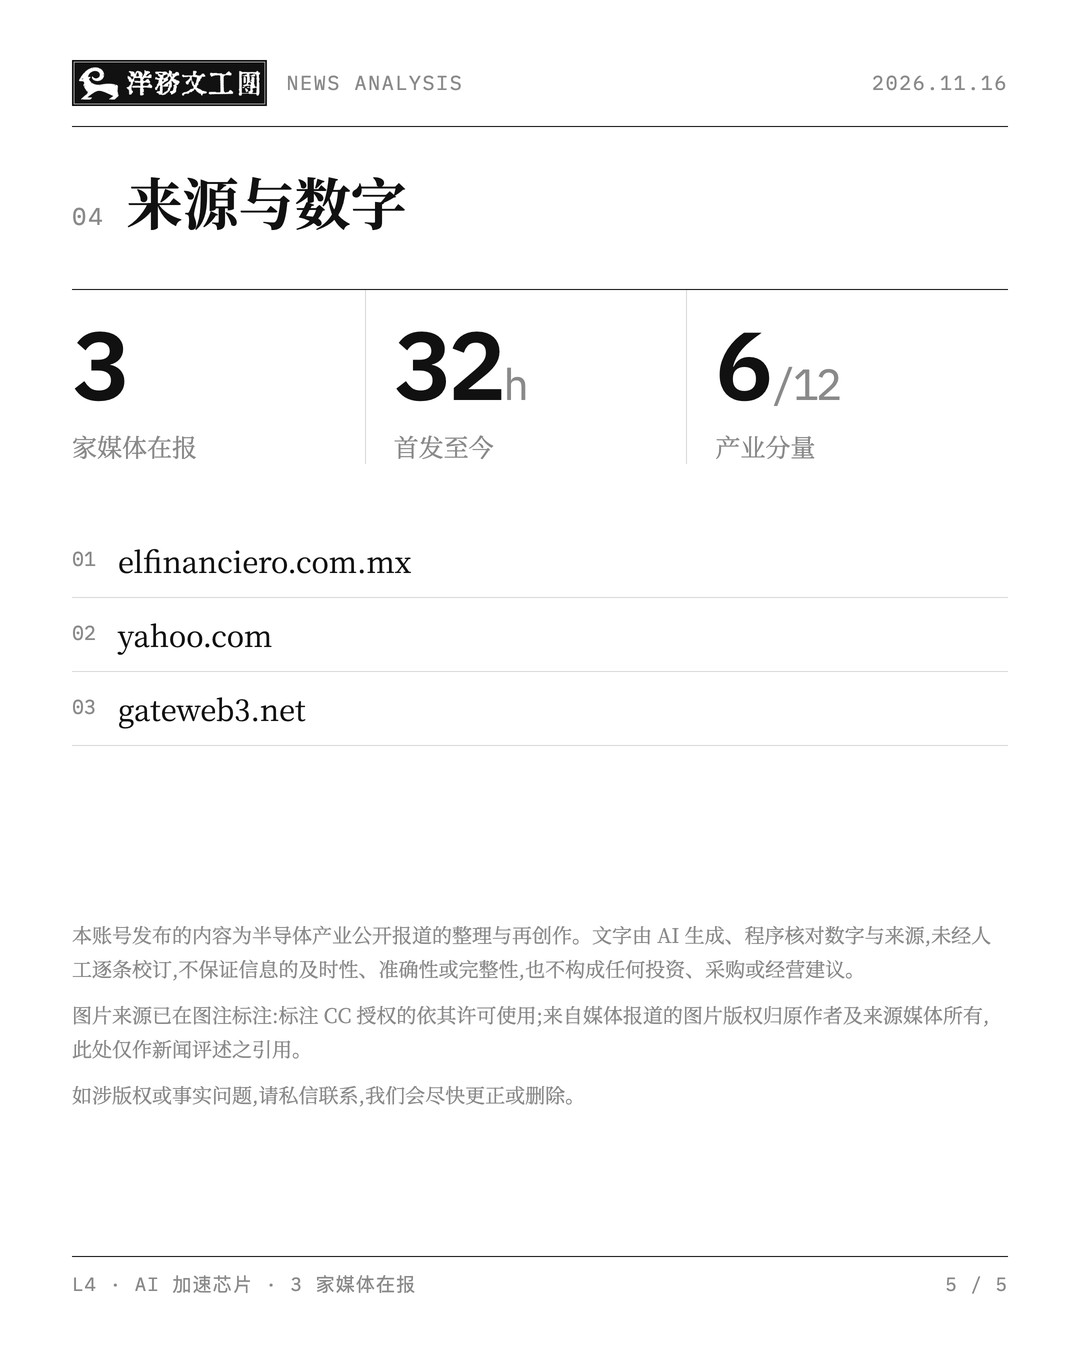 洋務文工團 NEWS ANALYSIS 2026.11.16
04 来源与数字
3 32h 6/12
家媒体在报 首发至今 产业分量
01 elfinanciero.com.mx
02 yahoo.com
03 gateweb3.net
本账号发布的内容为半导体产业公开报道的整理与再创作。文字由 AI 生成、程序核对数字与来源,未经人
工逐条校订,不保证信息的及时性、准确性或完整性,也不构成任何投资、采购或经营建议。
图片来源已在图注标注:标注 CC 授权的依其许可使用;来自媒体报道的图片版权归原作者及来源媒体所有,
此处仅作新闻评述之引用。
如涉版权或事实问题,请私信联系,我们会尽快更正或删除。
L4 · AI 加速芯片 · 3 家媒体在报 5 / 5